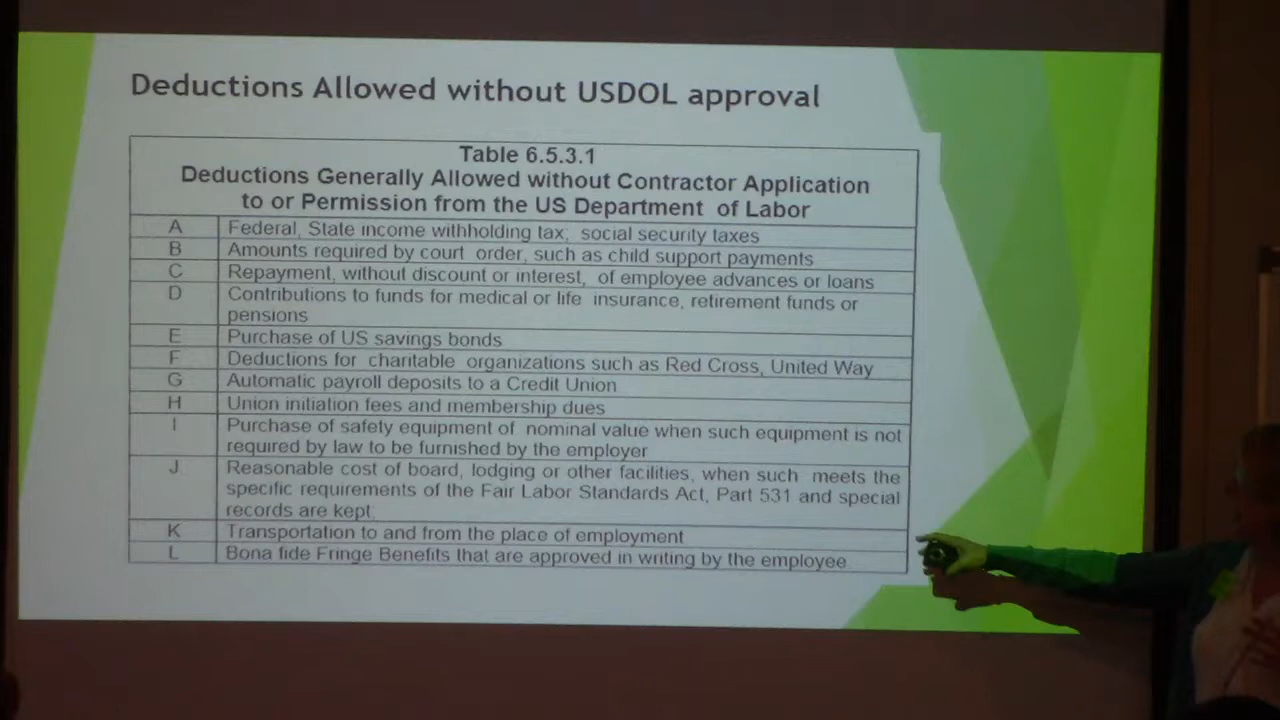 Deductions Allowed without USDOL approval
Table 6.5.3.1
Deductions Generally Allowed without Contractor Application
to or Permission from the US Department of Labor
A Federal, State income withholding tax; social security taxes
B Amounts required by court order, such as child support payments
C Repayment, without discount or interest, of employee advances or loans
D Contributions to funds for medical or life insurance, retirement funds or
pensions
E Purchase of US savings bonds
F Deductions for charitable organizations such as Red Cross, United Way
G Automatic payroll deposits to a Credit Union
H Union initiation fees and membership dues
I Purchase of safety equipment of nominal value when such equipment is not
required by law to be furnished by the employer
J Reasonable cost of board, lodging or other facilities, when such meets the
specific requirements of the Fair Labor Standards Act, Part 531 and special
records are kept;
K Transportation to and from the place of employment
L Bona fide Fringe Benefits that are approved in writing by the employee